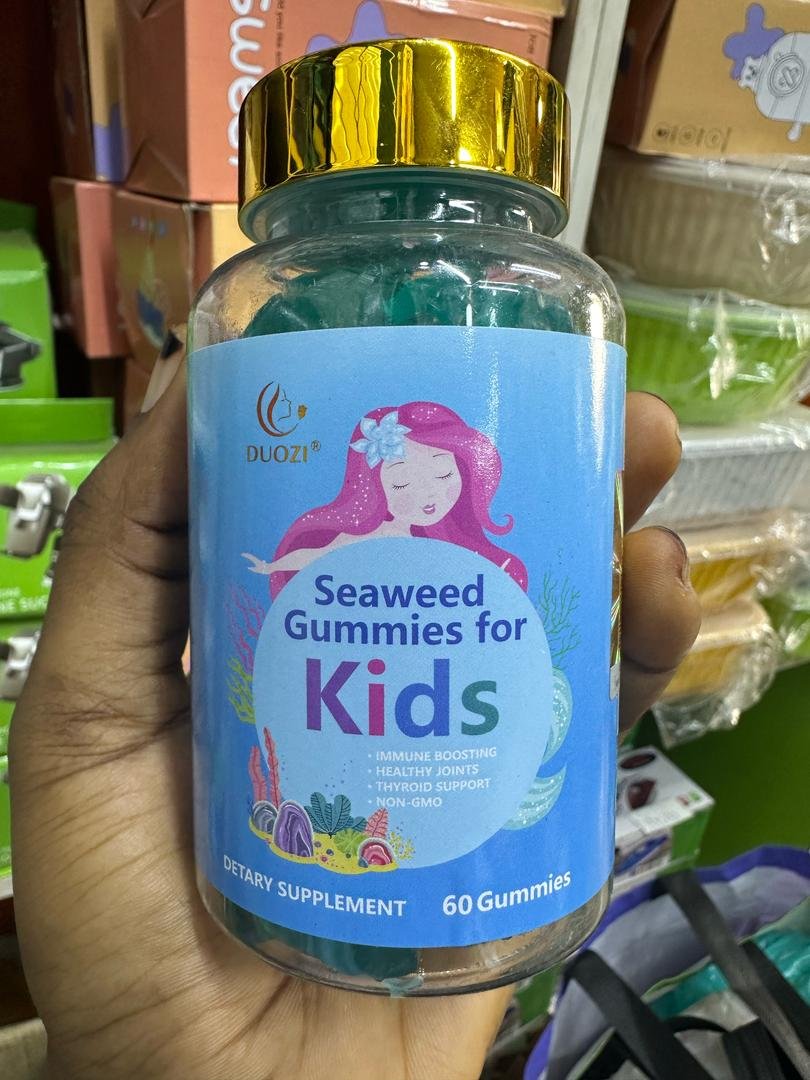 DUOZI®
Seaweed
Gummies for
Kids
• IMMUNE BOOSTING
• HEALTHY JOINTS
• THYROID SUPPORT
• NON-GMO
DETARY SUPPLEMENT
60 Gummies